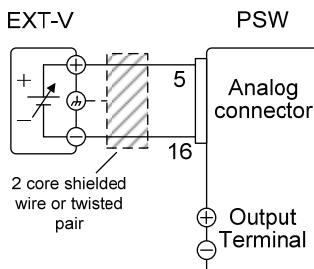 EXT-V
PSW
5
Analog
connector
16
2 core shielded
wire or twisted
pair
Output
Terminal